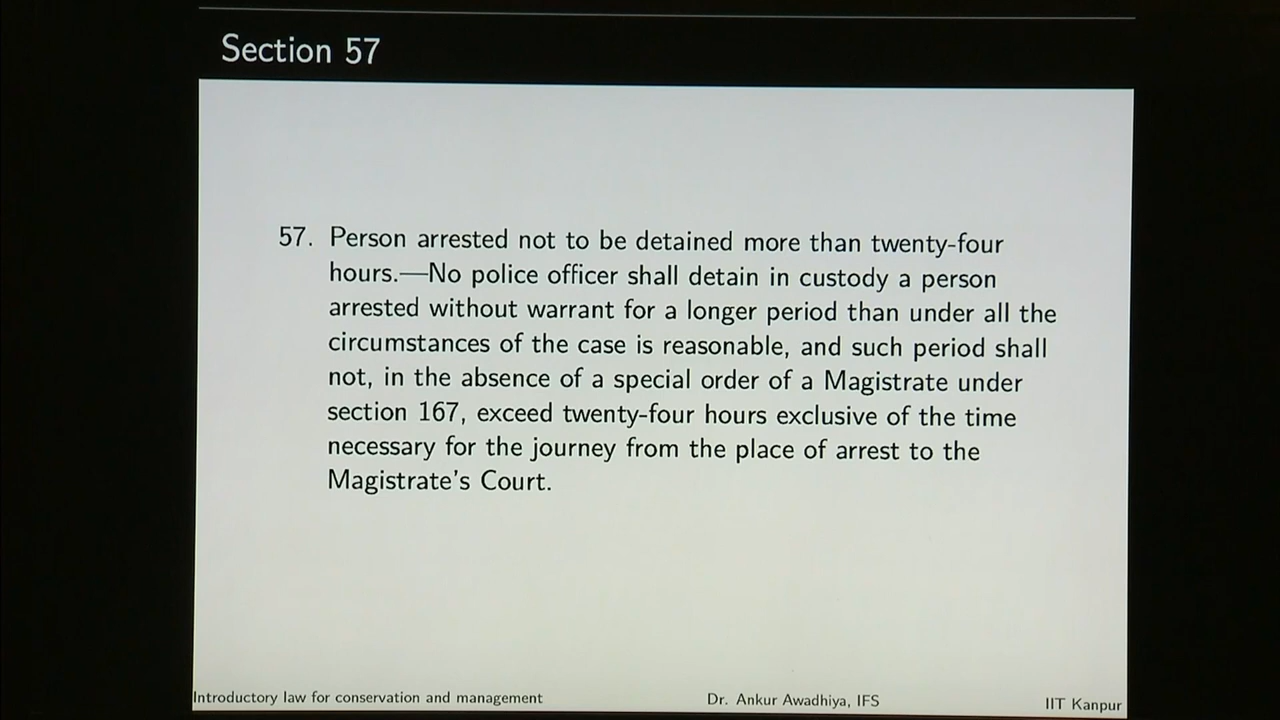 Section 57
57. Person arrested not to be detained more than twenty-four
hours.—No police officer shall detain in custody a person
arrested without warrant for a longer period than under all the
circumstances of the case is reasonable, and such period shall
not, in the absence of a special order of a Magistrate under
section 167, exceed twenty-four hours exclusive of the time
necessary for the journey from the place of arrest to the
Magistrate's Court.
Introductory law for conservation and management Dr. Ankur Awadhiya, IFS IIT Kanpur